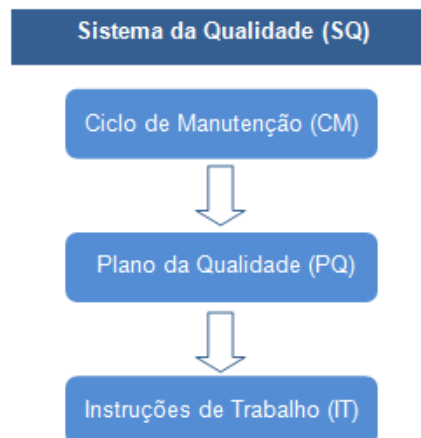 Sistema da Qualidade (SQ)
Ciclo de Manutenção (CM)
Plano da Qualidade (PQ)
Instruções de Trabalho (IT)